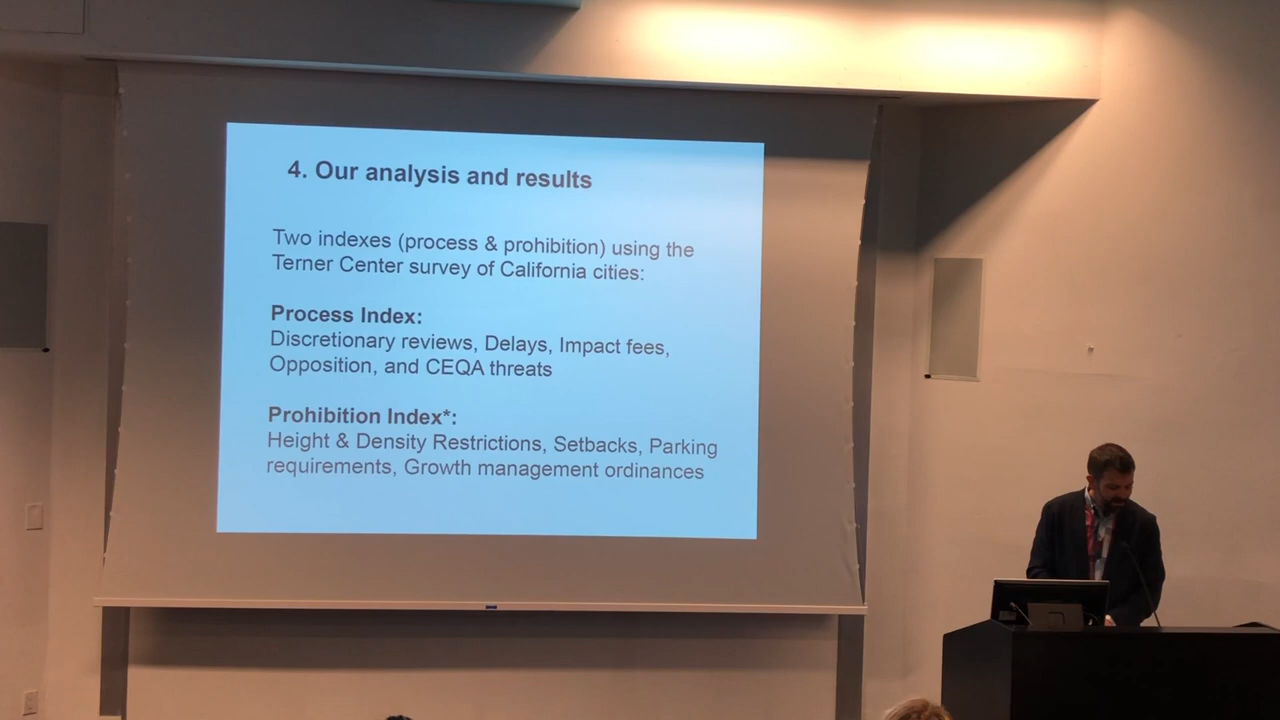 4. Our analysis and results
Two indexes (process & prohibition) using the
Terner Center survey of California cities:
Process Index:
Discretionary reviews, Delays, Impact fees,
Opposition, and CEQA threats
Prohibition Index*:
Height & Density Restrictions, Setbacks, Parking
requirements, Growth management ordinances